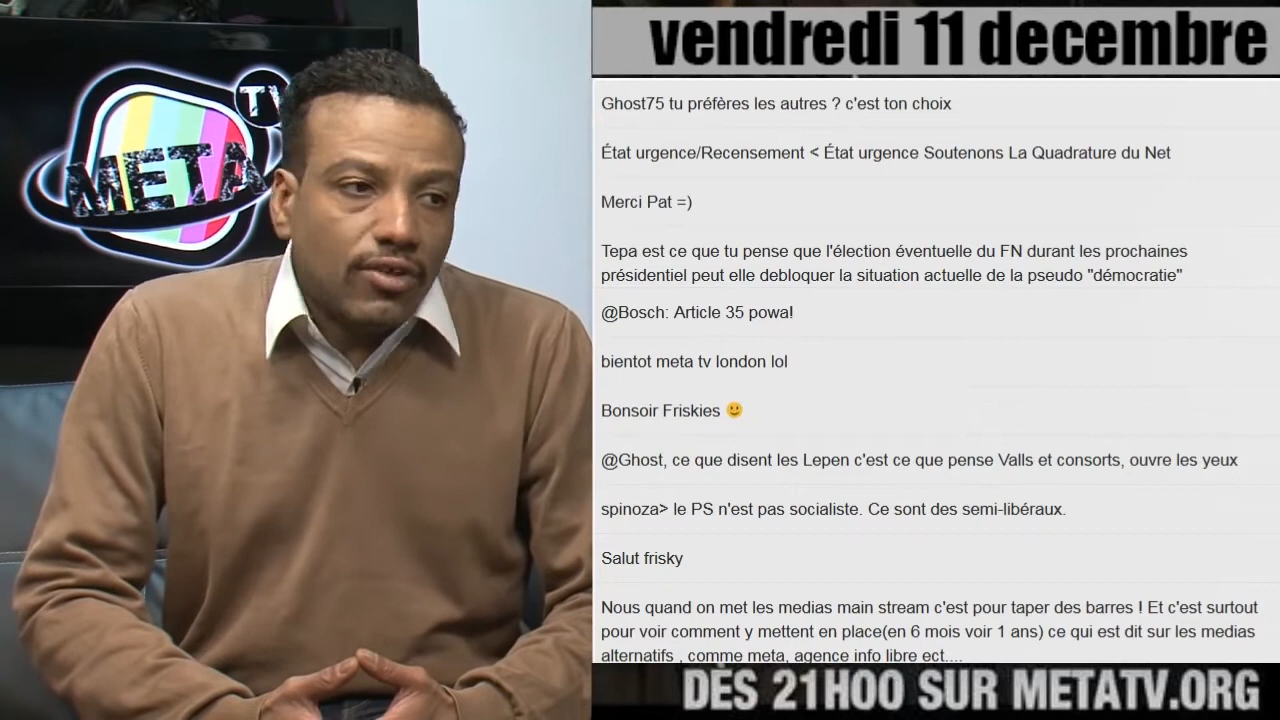 META
TV
vendredi 11 decembre
Ghost75 tu préfères les autres ? c'est ton choix
État urgence/Recensement < État urgence Soutenons La Quadrature du Net
Merci Pat =)
Tepa est ce que tu pense que l'élection éventuelle du FN durant les prochaines
présidentiel peut elle debloquer la situation actuelle de la pseudo "démocratie"
@Bosch: Article 35 powa!
bientot meta tv london lol
Bonsoir Friskies 🙂
@Ghost, ce que disent les Lepen c'est ce que pense Valls et consorts, ouvre les yeux
spinoza> le PS n'est pas socialiste. Ce sont des semi-libéraux.
Salut frisky
Nous quand on met les medias main stream c'est pour taper des barres ! Et c'est surtout
pour voir comment y mettent en place(en 6 mois voir 1 ans) ce qui est dit sur les medias
alternatifs , comme meta, agence info libre ect....
DÈS 21H00 SUR METATV.ORG